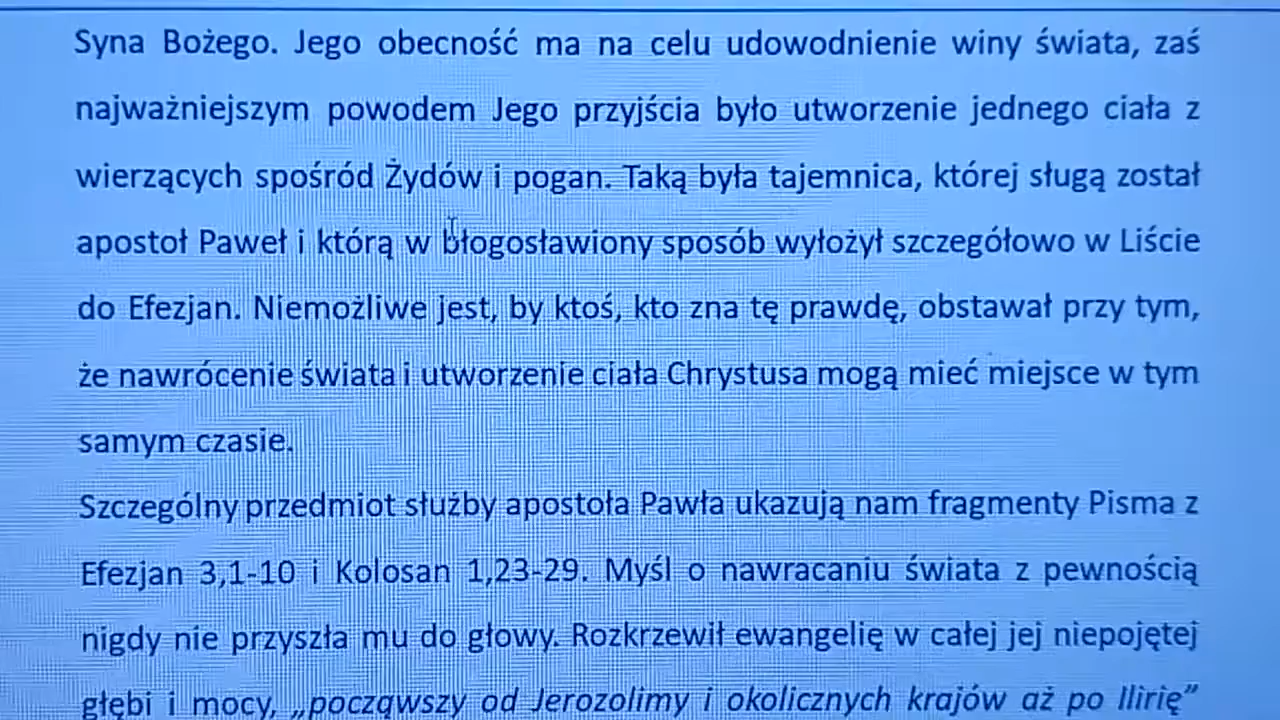 Syna Bożego. Jego obecność ma na celu udowodnienie winy świata, zaś
najważniejszym powodem Jego przyjścia było utworzenie jednego ciała z
wierzących spośród Żydów i pogan. Taką była tajemnica, której sługą został
apostoł Paweł i którą w błogosławiony sposób wyłożył szczegółowo w Liście
do Efezjan. Niemożliwe jest, by ktoś, kto zna tę prawdę, obstawał przy tym,
że nawrócenie świata i utworzenie ciała Chrystusa mogą mieć miejsce w tym
samym czasie.
Szczególny przedmiot służby apostoła Pawła ukazują nam fragmenty Pisma z
Efezjan 3,1-10 i Kolosan 1,23-29. Myśl o nawracaniu świata z pewnością
nigdy nie przyszła mu do głowy. Rozkrzewił ewangelię w całej jej niepojętej
głębi i mocy, „począwszy od Jerozolimy i okolicznych krajów aż po Ilirię”